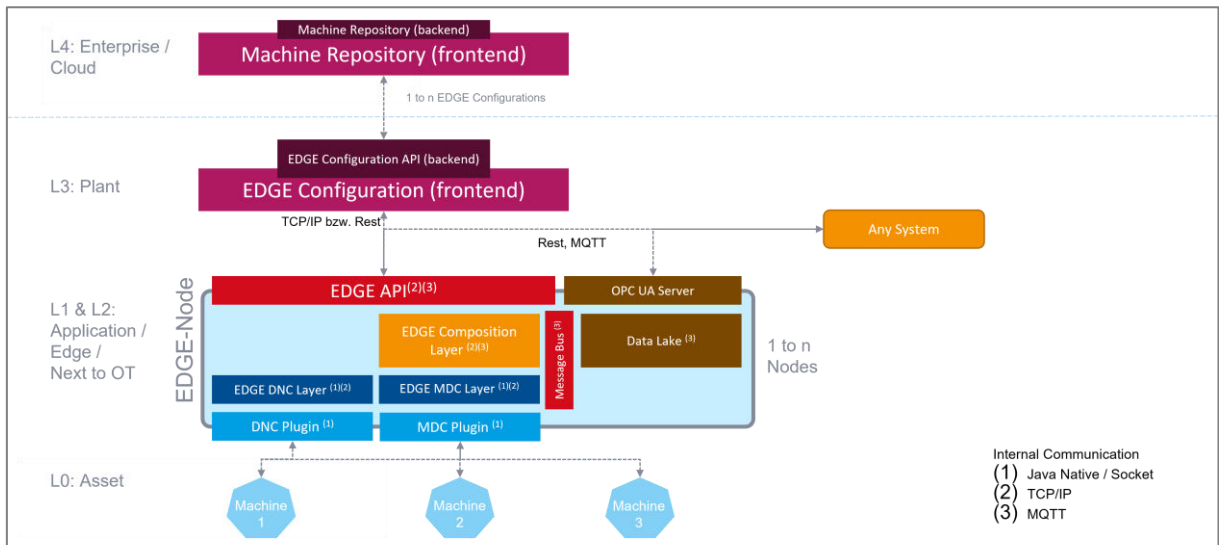 Machine Repository (backend)
Machine Repository (frontend)
L4: Enterprise /
Cloud
1 to n EDGE Configurations
EDGE Configuration API (backend)
EDGE Configuration (frontend)
L3: Plant
TCP/IP bzw. Rest
Rest, MQTT
Any System
EDGE API(2)(3)
OPC UA Server
L1 & L2:
Application /
Edge /
Next to OT
EDGE-Node
EDGE Composition
Layer (2)(3)
Message Bus (3)
Data Lake (3)
1 to n
Nodes
EDGE DNC Layer (1)(2)
EDGE MDC Layer (1)(2)
DNC Plugin (1)
MDC Plugin (1)
L0: Asset
Machine
1
Machine
2
Machine
3
Internal Communication
(1) Java Native / Socket
(2) TCP/IP
(3) MQTT